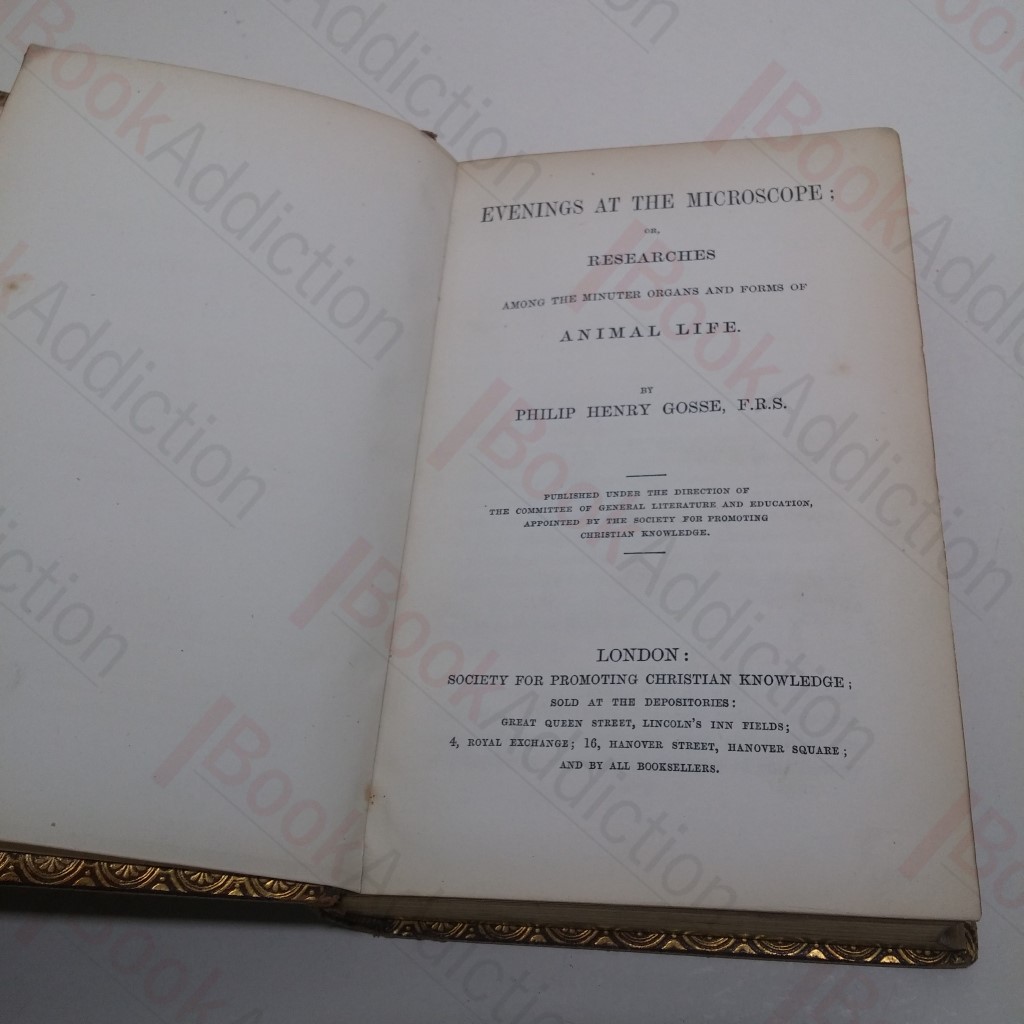 EVENINGS AT THE MICROSCOPE;
OR,
RESEARCHES
AMONG THE MINUTER ORGANS AND FORMS OF
ANIMAL LIFE.
BY
PHILIP HENRY GOSSE, F.R.S.
PUBLISHED UNDER THE DIRECTION OF
THE COMMITTEE OF GENERAL LITERATURE AND EDUCATION,
APPOINTED BY THE SOCIETY FOR PROMOTING
CHRISTIAN KNOWLEDGE.
LONDON:
SOCIETY FOR PROMOTING CHRISTIAN KNOWLEDGE;
SOLD AT THE DEPOSITORIES:
GREAT QUEEN STREET, LINCOLN'S INN FIELDS;
4, ROYAL EXCHANGE; 16, HANOVER STREET, HANOVER SQUARE;
AND BY ALL BOOKSELLERS.
BookAddiction